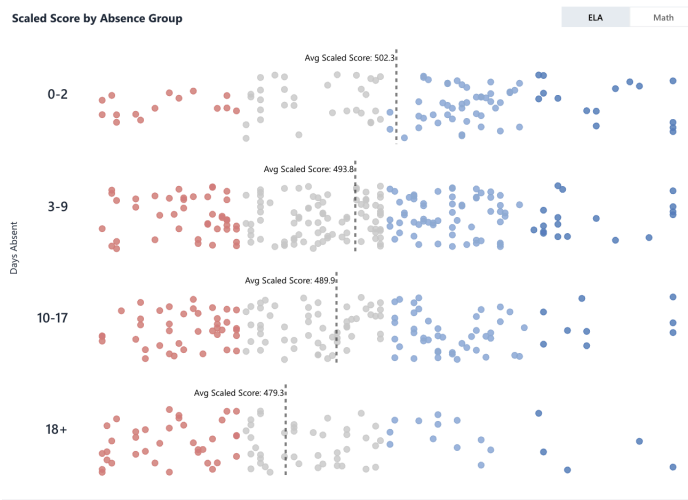 Scaled Score by Absence Group
ELA
Math
Avg Scaled Score: 502.3
0-2
Avg Scaled Score: 493.8
3-9
Days Absent
Avg Scaled Score: 489.9
10-17
Avg Scaled Score: 479.3
18+